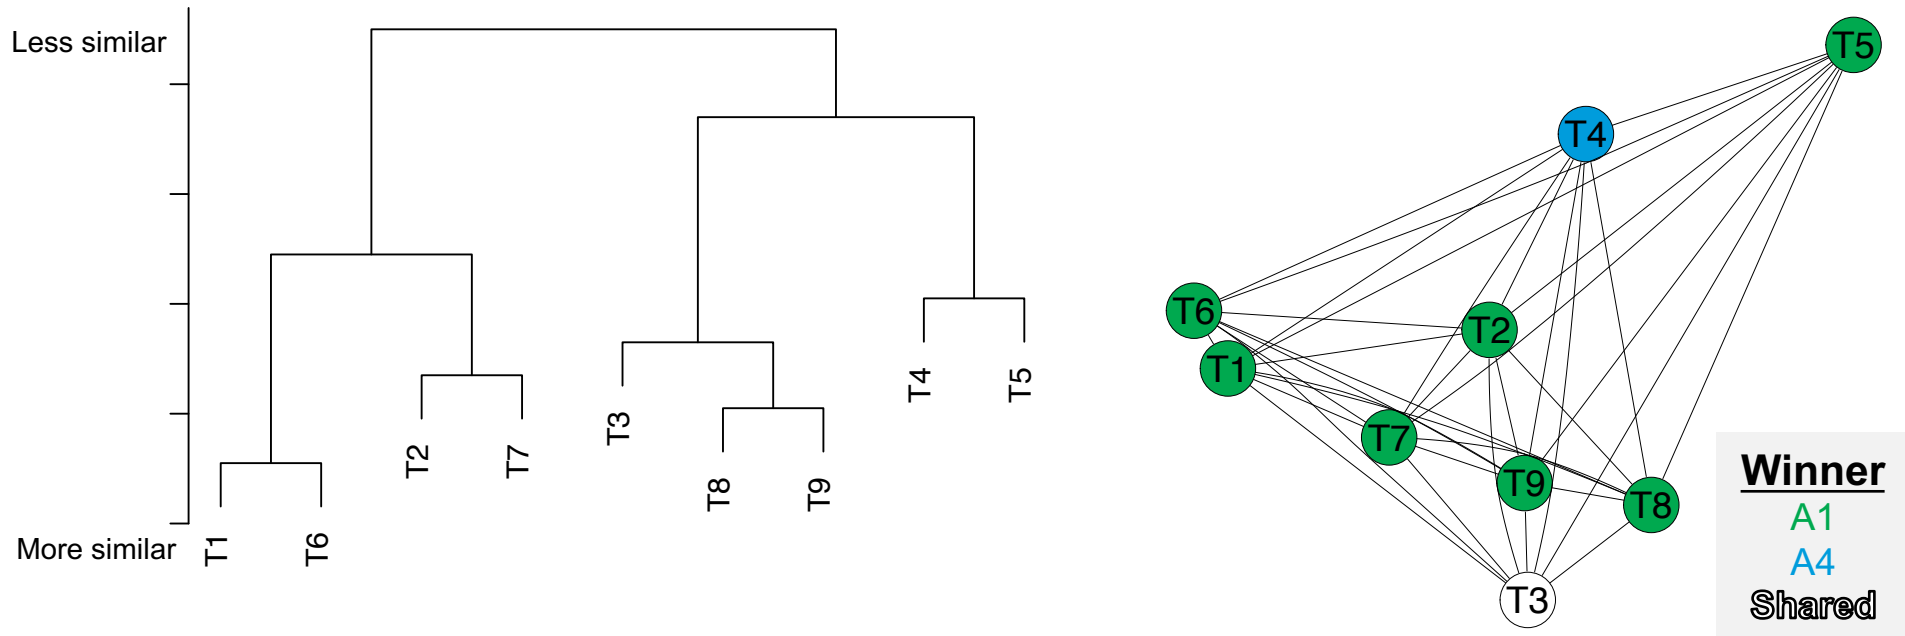 Less similar
T2
T7
T3
T8
T9
T4
T5
More similar
T1
T6
T5
T4
T6
T2
T1
T7
T9
T8
T3
Winner
A1
A4
Shared